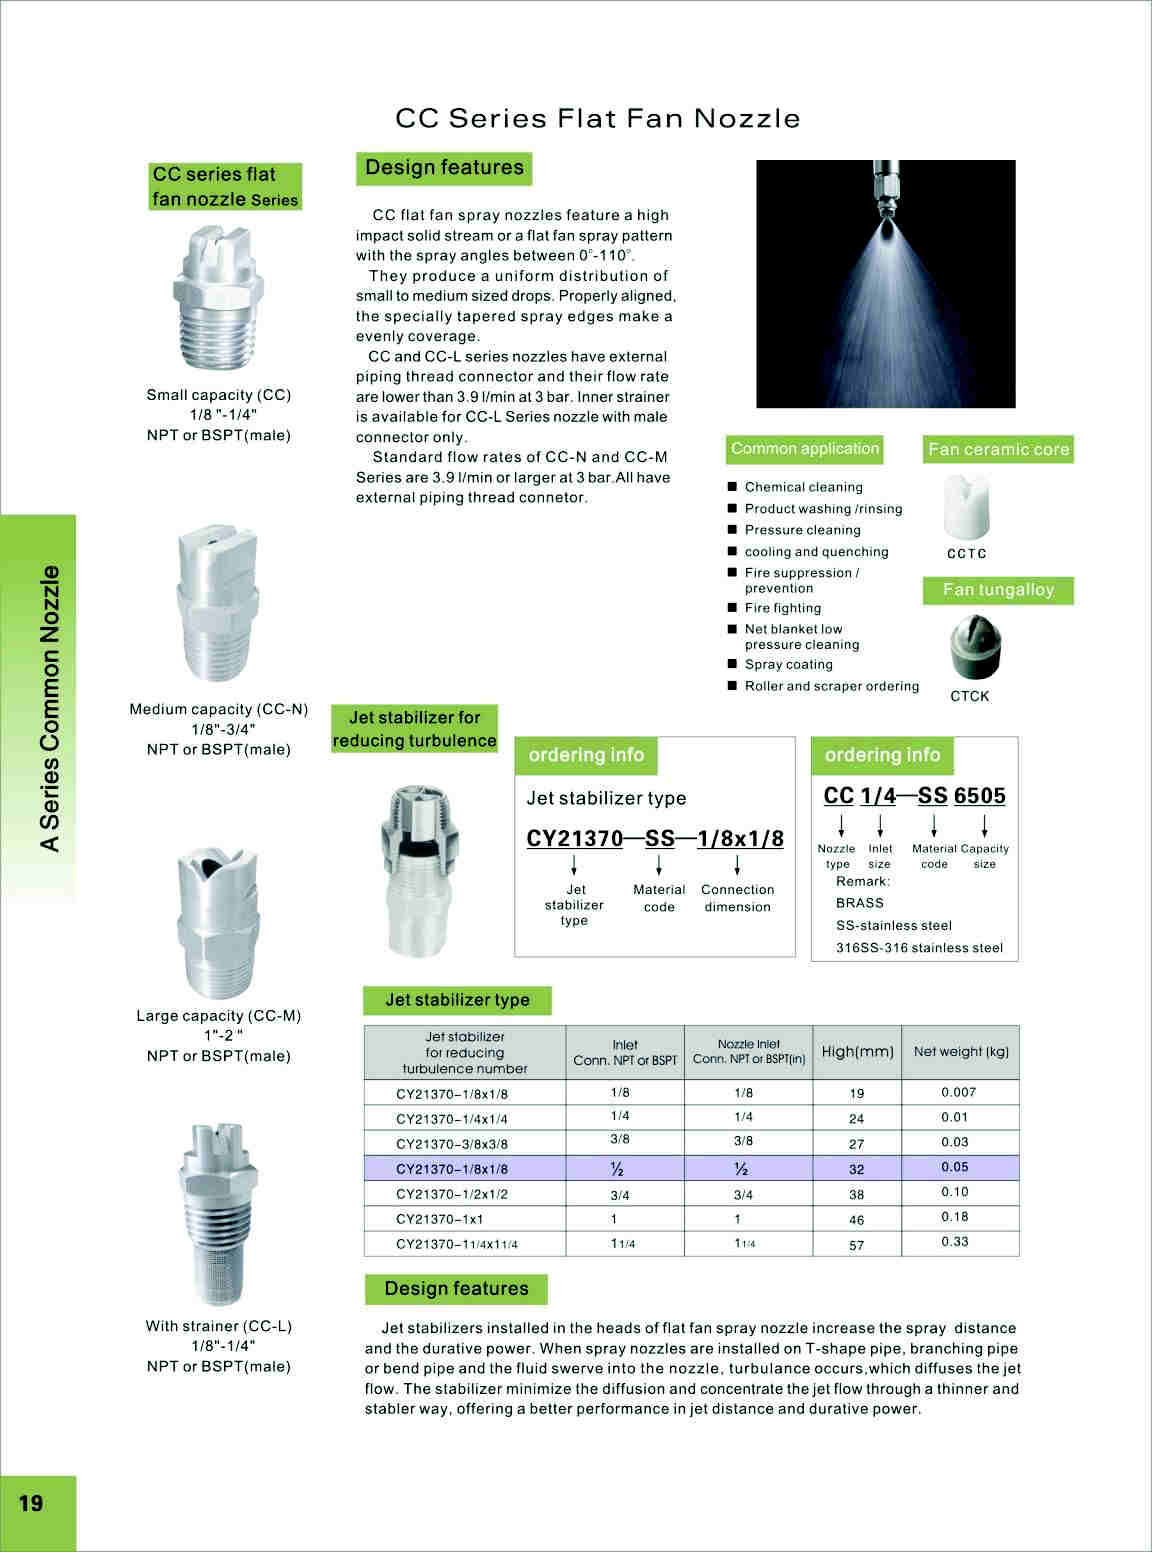 CC Series Flat Fan Nozzle
CC series flat
fan nozzle Series
Small capacity (CC)
1/8 "-1/4"
NPT or BSPT(male)
Medium capacity (CC-N)
1/8"-3/4"
NPT or BSPT(male)
Large capacity (CC-M)
1"-2 "
NPT or BSPT(male)
With strainer (CC-L)
1/8"-1/4"
NPT or BSPT(male)
A Series Common Nozzle
Design features
CC flat fan spray nozzles feature a high
impact solid stream or a flat fan spray pattern
with the spray angles between 0°-110°.
They produce a uniform distribution of
small to medium sized drops. Properly aligned,
the specially tapered spray edges make a
evenly coverage.
CC and CC-L series nozzles have external
piping thread connector and their flow rate
are lower than 3.9 l/min at 3 bar. Inner strainer
is available for CC-L Series nozzle with male
connector only.
Standard flow rates of CC-N and CC-M
Series are 3.9 l/min or larger at 3 bar.All have
external piping thread connetor.
Common application
■ Chemical cleaning
■ Product washing /rinsing
■ Pressure cleaning
■ cooling and quenching
■ Fire suppression /
prevention
■ Fire fighting
■ Net blanket low
pressure cleaning
■ Spray coating
■ Roller and scraper ordering
Fan ceramic core
CCTC
Fan tungalloy
CTCK
Jet stabilizer for
reducing turbulence
ordering info
Jet stabilizer type
CY21370—SS—1/8x1/8
Jet Material Connection
stabilizer code dimension
type
ordering info
CC 1/4—SS 6505
Nozzle Inlet Material Capacity
type size code size
Remark:
BRASS
SS-stainless steel
316SS-316 stainless steel
Jet stabilizer type
Jet stabilizer
for reducing
turbulence number
Inlet
Conn. NPT or BSPT
Nozzle Inlet
Conn. NPT or BSPT(in)
High(mm)
Net weight (kg)
CY21370–1/8x1/8 1/8 1/8 19 0.007
CY21370–1/4x1/4 1/4 1/4 24 0.01
CY21370–3/8x3/8 3/8 3/8 27 0.03
CY21370–1/8x1/8 ½ ½ 32 0.05
CY21370–1/2x1/2 3/4 3/4 38 0.10
CY21370–1x1 1 1 46 0.18
CY21370–11/4x11/4 11/4 11/4 57 0.33
Design features
Jet stabilizers installed in the heads of flat fan spray nozzle increase the spray distance
and the durative power. When spray nozzles are installed on T-shape pipe, branching pipe
or bend pipe and the fluid swerve into the nozzle, turbulance occurs,which diffuses the jet
flow. The stabilizer minimize the diffusion and concentrate the jet flow through a thinner and
stabler way, offering a better performance in jet distance and durative power.
19